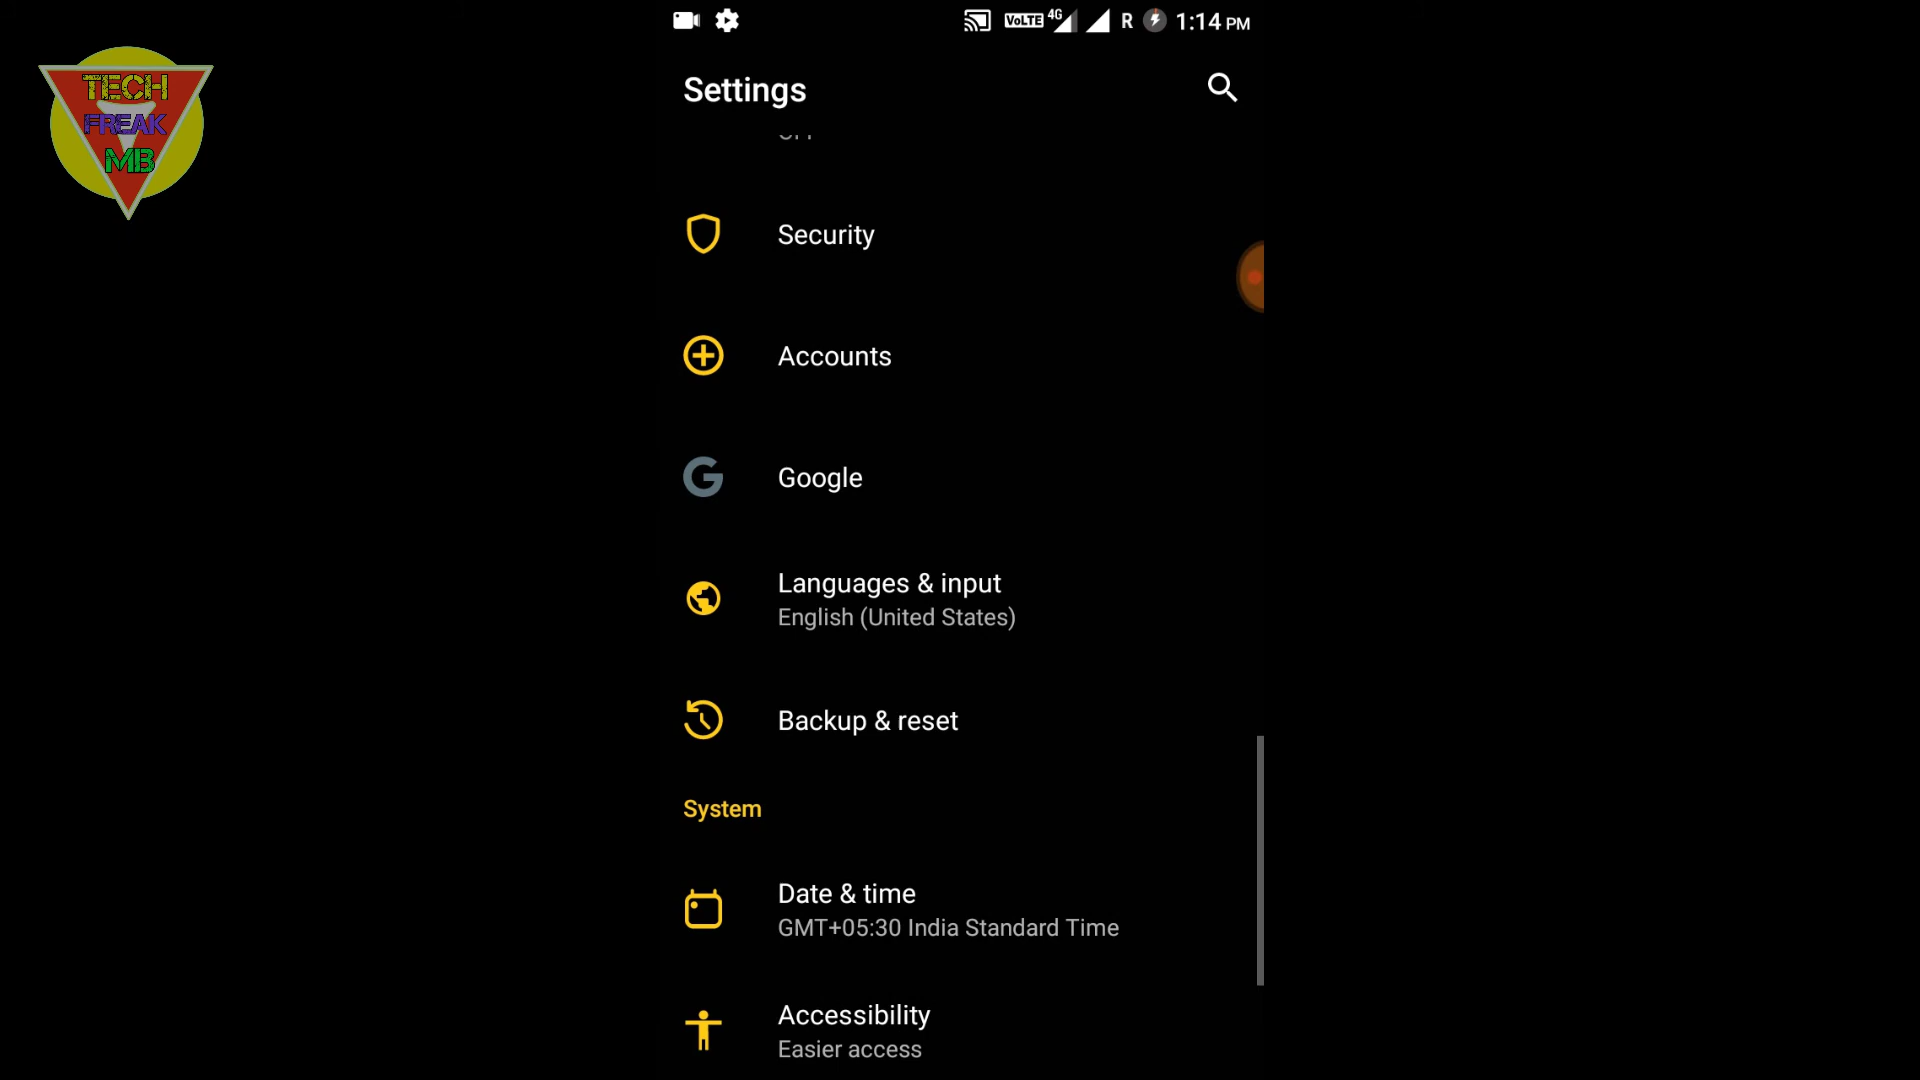 TECH
FREAK
MB
VoLTE 4G R 1:14 PM
Settings
Security
Accounts
Google
Languages & input
English (United States)
Backup & reset
System
Date & time
GMT+05:30 India Standard Time
Accessibility
Easier access